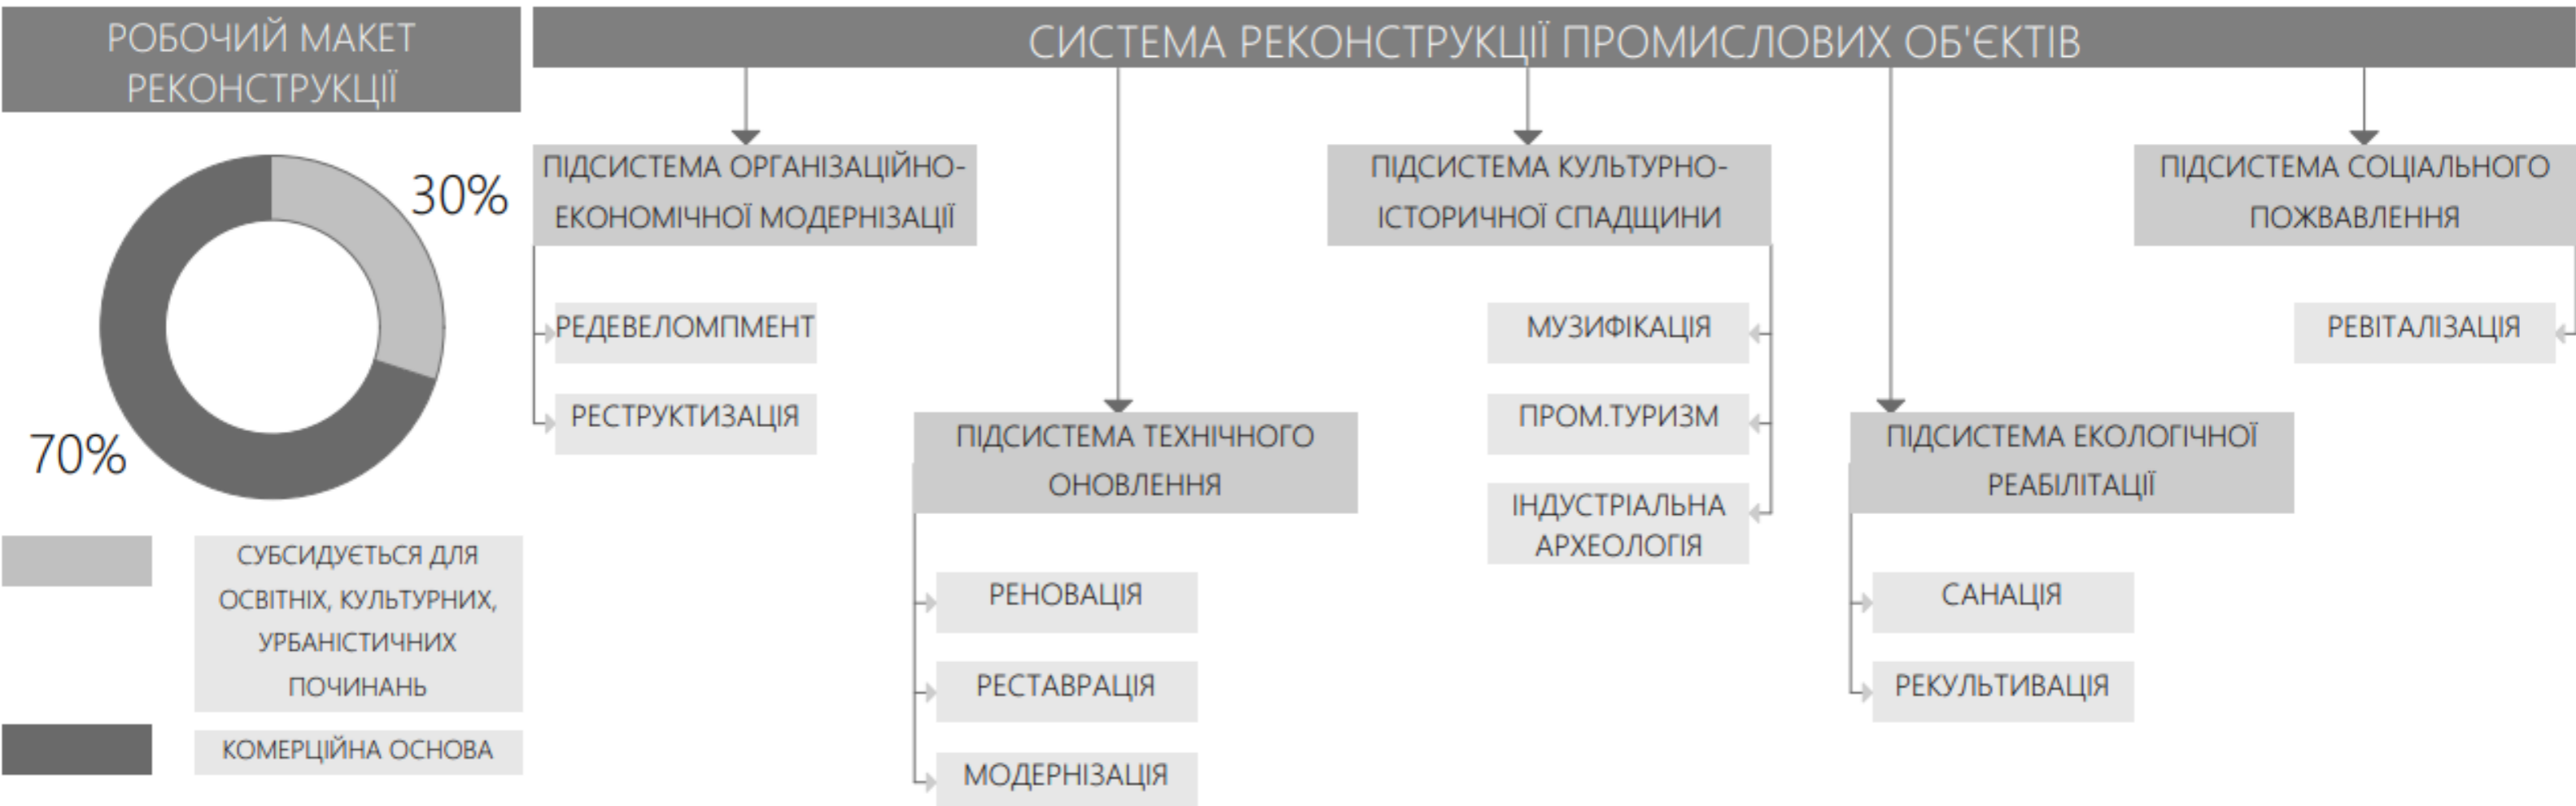 РОБОЧИЙ МАКЕТ
РЕКОНСТРУКЦІЇ
30%
70%
СУБСИДУЄТЬСЯ ДЛЯ
ОСВІТНІХ, КУЛЬТУРНИХ,
УРБАНІСТИЧНИХ
ПОЧИНАНЬ
КОМЕРЦІЙНА ОСНОВА
СИСТЕМА РЕКОНСТРУКЦІЇ ПРОМИСЛОВИХ ОБ'ЄКТІВ
ПІДСИСТЕМА ОРГАНІЗАЦІЙНО-
ЕКОНОМІЧНОЇ МОДЕРНІЗАЦІЇ
РЕДЕВЕЛОМПМЕНТ
РЕСТРУКТИЗАЦІЯ
ПІДСИСТЕМА ТЕХНІЧНОГО
ОНОВЛЕННЯ
РЕНОВАЦІЯ
РЕСТАВРАЦІЯ
МОДЕРНІЗАЦІЯ
ПІДСИСТЕМА КУЛЬТУРНО-
ІСТОРИЧНОЇ СПАДЩИНИ
МУЗИФІКАЦІЯ
ПРОМ.ТУРИЗМ
ІНДУСТРІАЛЬНА
АРХЕОЛОГІЯ
ПІДСИСТЕМА ЕКОЛОГІЧНОЇ
РЕАБІЛІТАЦІЇ
САНАЦІЯ
РЕКУЛЬТИВАЦІЯ
ПІДСИСТЕМА СОЦІАЛЬНОГО
ПОЖВАВЛЕННЯ
РЕВІТАЛІЗАЦІЯ